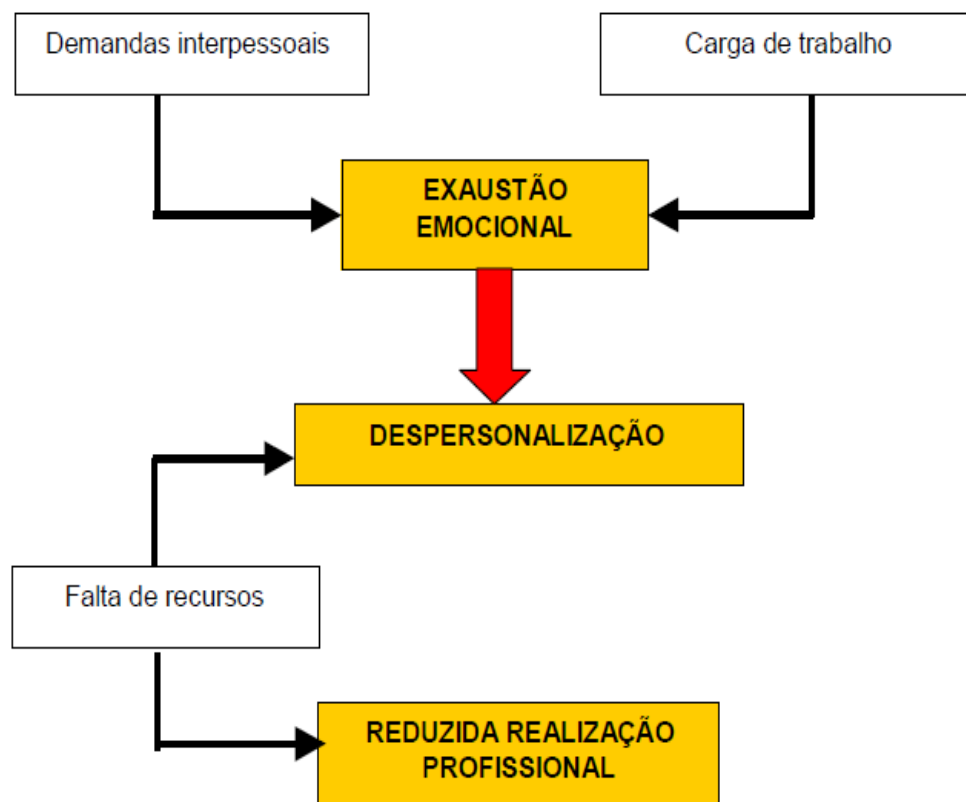 Demandas interpessoais
Carga de trabalho
EXAUSTÃO
EMOCIONAL
DESPERSONALIZAÇÃO
Falta de recursos
REDUZIDA REALIZAÇÃO
PROFISSIONAL